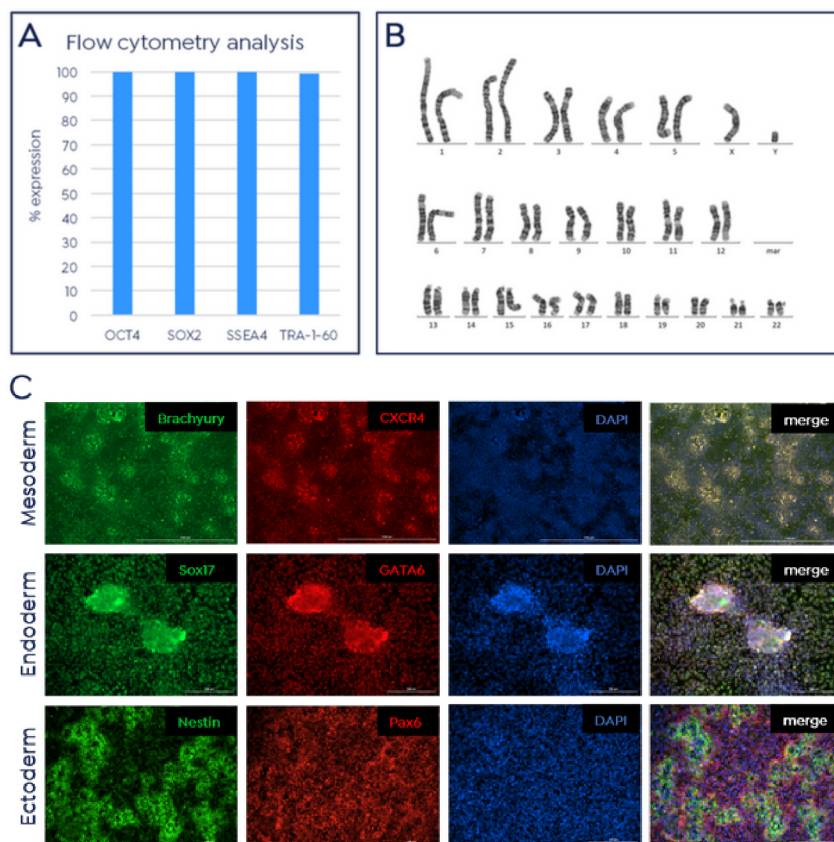 A
Flow cytometry analysis
% expression
100
90
80
70
60
50
40
30
20
10
0
OCT4 SOX2 SSEA4 TRA-1-60
B
1 2 3 4 5 X Y
6 7 8 9 10 11 12 mar
13 14 15 16 17 18 19 20 21 22
C
Mesoderm
Brachyury CXCR4 DAPI merge
Endoderm
Sox17 GATA6 DAPI merge
Ectoderm
Nestin Pax6 DAPI merge